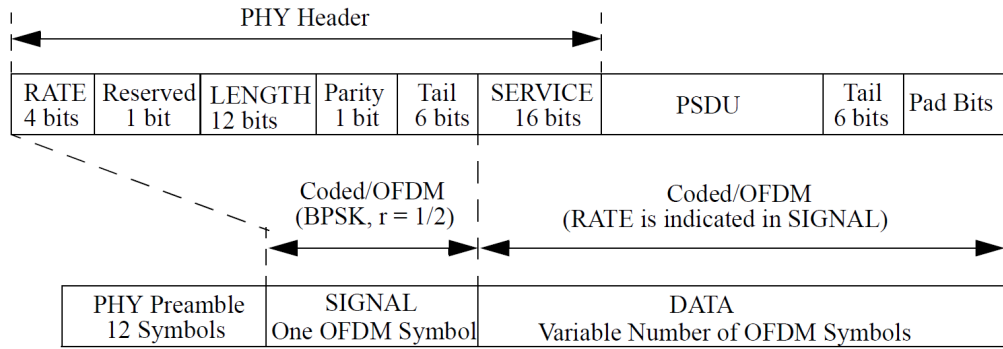 PHY Header
RATE
4 bits
Reserved
1 bit
LENGTH
12 bits
Parity
1 bit
Tail
6 bits
SERVICE
16 bits
PSDU
Tail
6 bits
Pad Bits
Coded/OFDM
(BPSK, r = 1/2)
Coded/OFDM
(RATE is indicated in SIGNAL)
PHY Preamble
12 Symbols
SIGNAL
One OFDM Symbol
DATA
Variable Number of OFDM Symbols